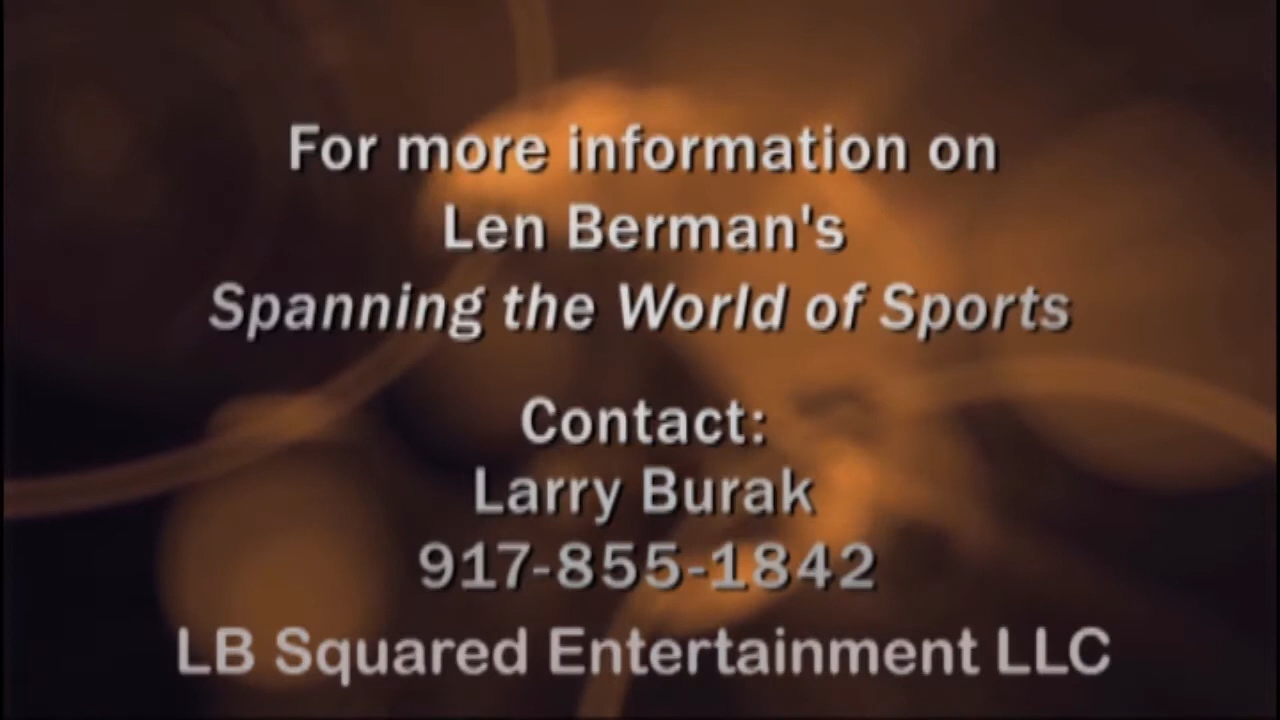 For more information on
Len Berman's
Spanning the World of Sports
Contact:
Larry Burak
917-855-1842
LB Squared Entertainment LLC